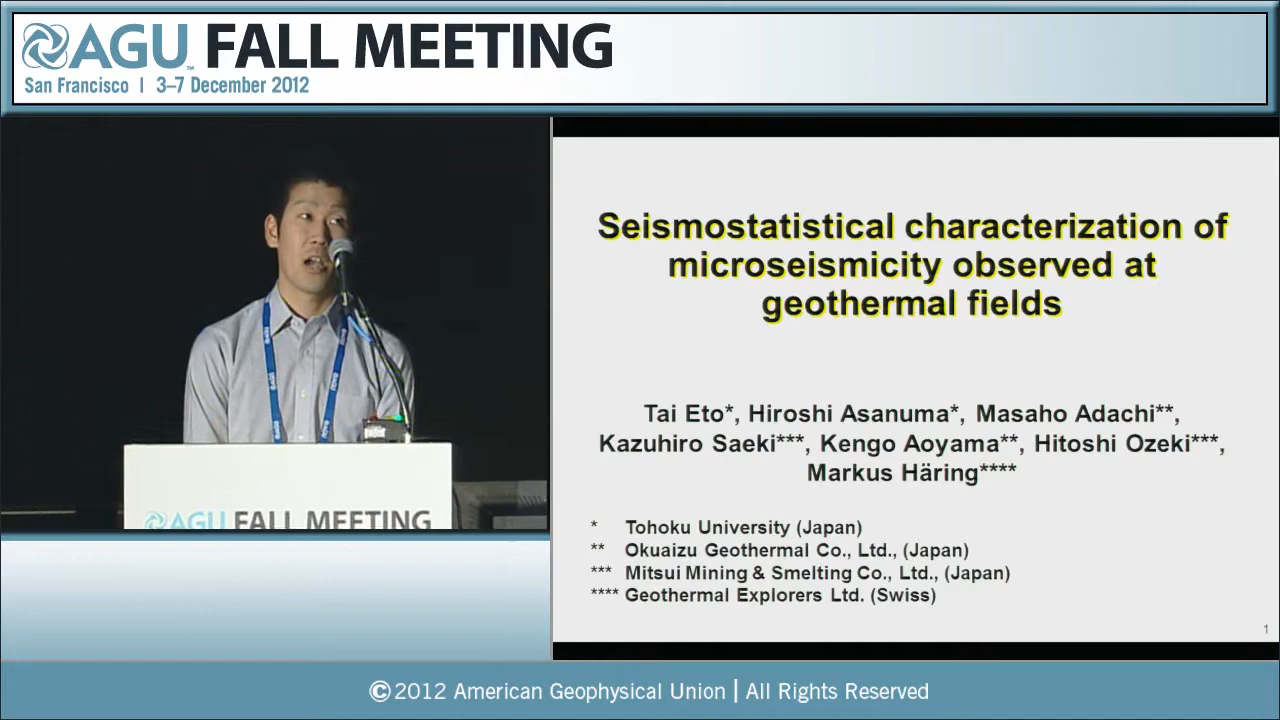 AGU™ FALL MEETING
San Francisco | 3–7 December 2012
Seismostatistical characterization of
microseismicity observed at
geothermal fields
Tai Eto*, Hiroshi Asanuma*, Masaho Adachi**,
Kazuhiro Saeki***, Kengo Aoyama**, Hitoshi Ozeki***,
Markus Häring****
* Tohoku University (Japan)
** Okuaizu Geothermal Co., Ltd., (Japan)
*** Mitsui Mining & Smelting Co., Ltd., (Japan)
**** Geothermal Explorers Ltd. (Swiss)
1
AGU FALL MEETING
©2012 American Geophysical Union | All Rights Reserved